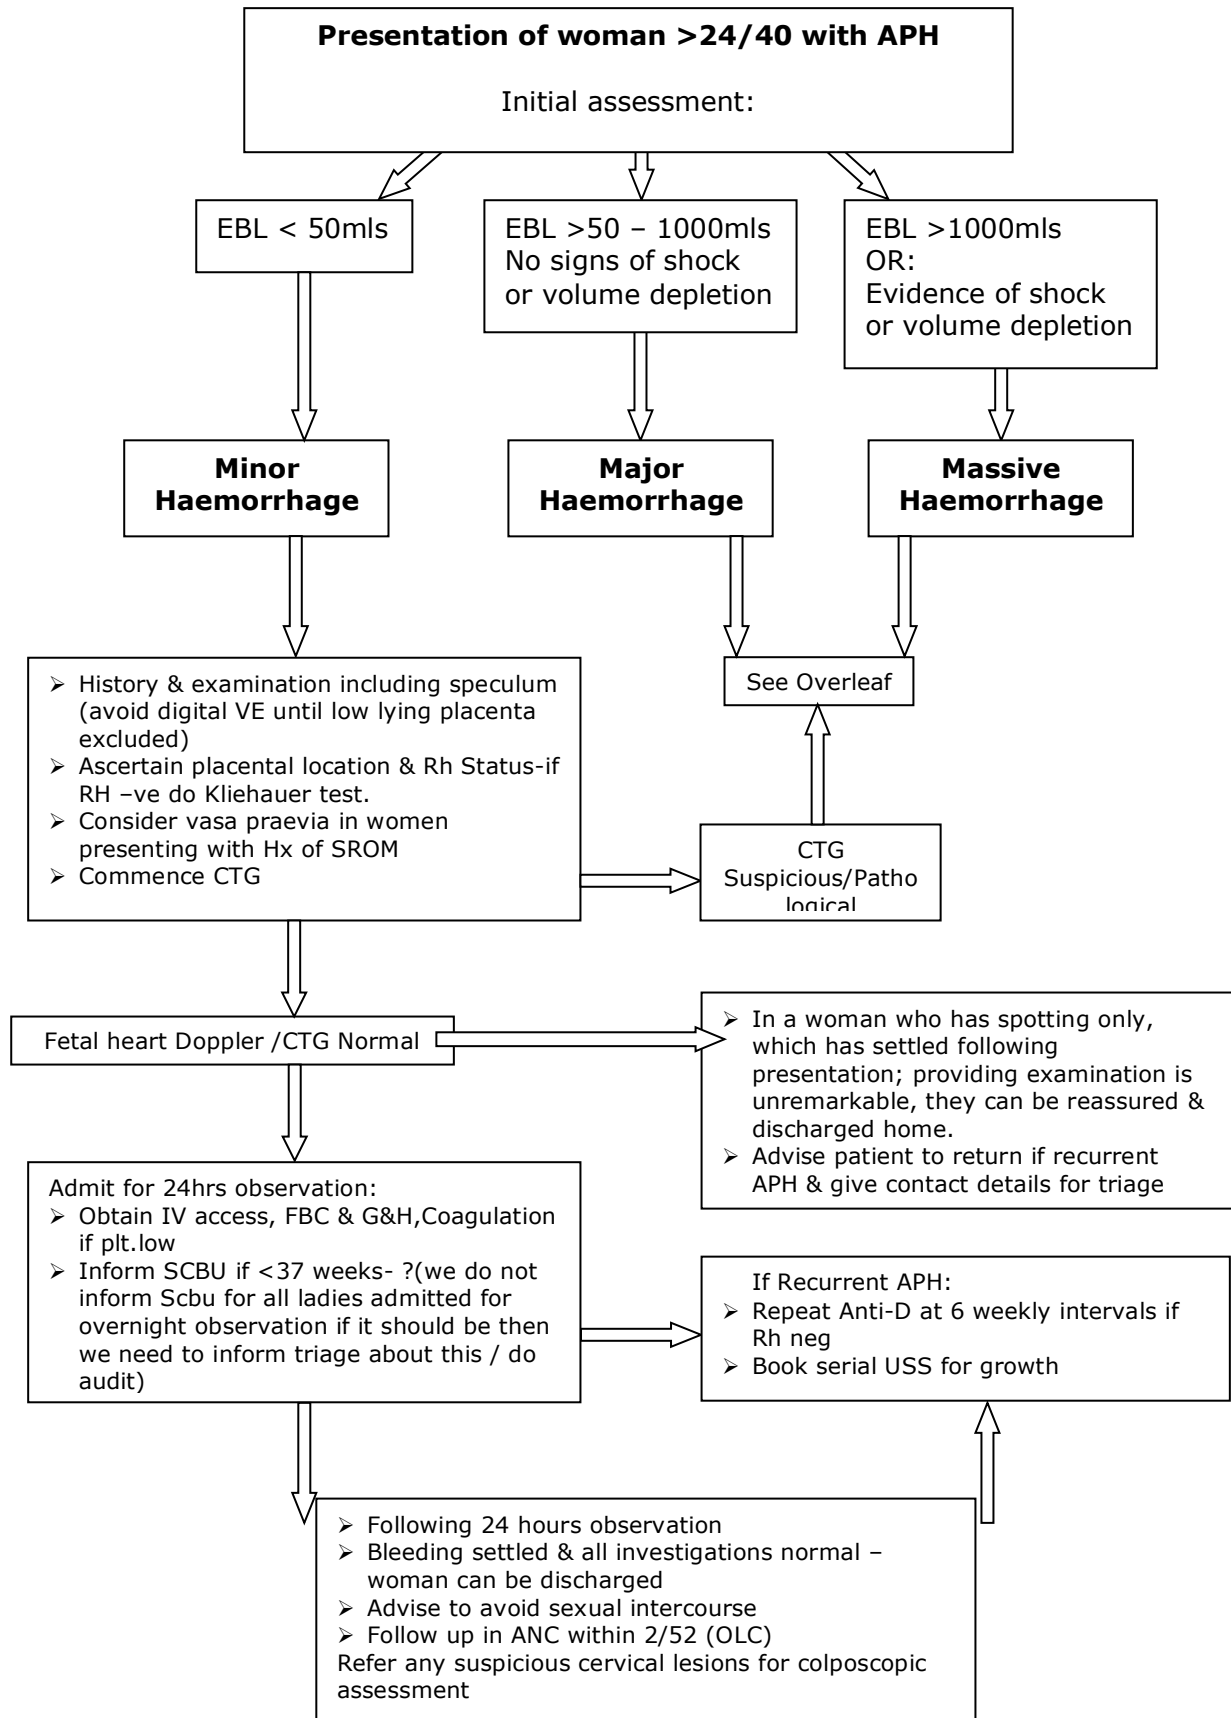 Presentation of woman >24/40 with APH
Initial assessment:
EBL < 50mls
EBL >50 – 1000mls
No signs of shock
or volume depletion
EBL >1000mls
OR:
Evidence of shock
or volume depletion
Minor
Haemorrhage
Major
Haemorrhage
Massive
Haemorrhage
➢ History & examination including speculum
(avoid digital VE until low lying placenta
excluded)
➢ Ascertain placental location & Rh Status-if
RH –ve do Kliehauer test.
➢ Consider vasa praevia in women
presenting with Hx of SROM
➢ Commence CTG
See Overleaf
CTG
Suspicious/Patho
logical
Fetal heart Doppler /CTG Normal
➢ In a woman who has spotting only,
which has settled following
presentation; providing examination is
unremarkable, they can be reassured &
discharged home.
➢ Advise patient to return if recurrent
APH & give contact details for triage
Admit for 24hrs observation:
➢ Obtain IV access, FBC & G&H,Coagulation
if plt.low
➢ Inform SCBU if <37 weeks- ?(we do not
inform Scbu for all ladies admitted for
overnight observation if it should be then
we need to inform triage about this / do
audit)
If Recurrent APH:
➢ Repeat Anti-D at 6 weekly intervals if
Rh neg
➢ Book serial USS for growth
➢ Following 24 hours observation
➢ Bleeding settled & all investigations normal –
woman can be discharged
➢ Advise to avoid sexual intercourse
➢ Follow up in ANC within 2/52 (OLC)
Refer any suspicious cervical lesions for colposcopic
assessment